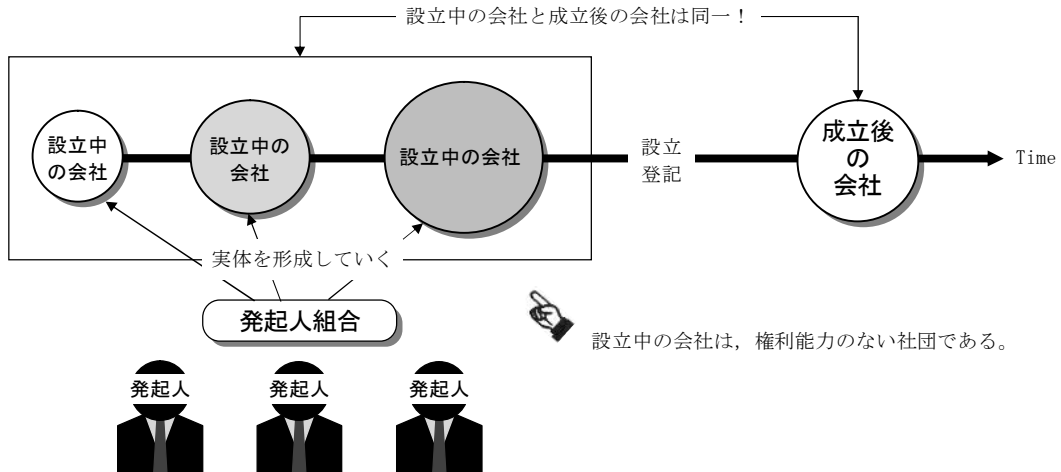 設立中の会社と成立後の会社は同一！
設立中
の会社
設立中の
会社
設立中の会社
設立
登記
成立後
の
会社
Time
実体を形成していく
発起人組合
設立中の会社は，権利能力のない社団である。
発起人
発起人
発起人